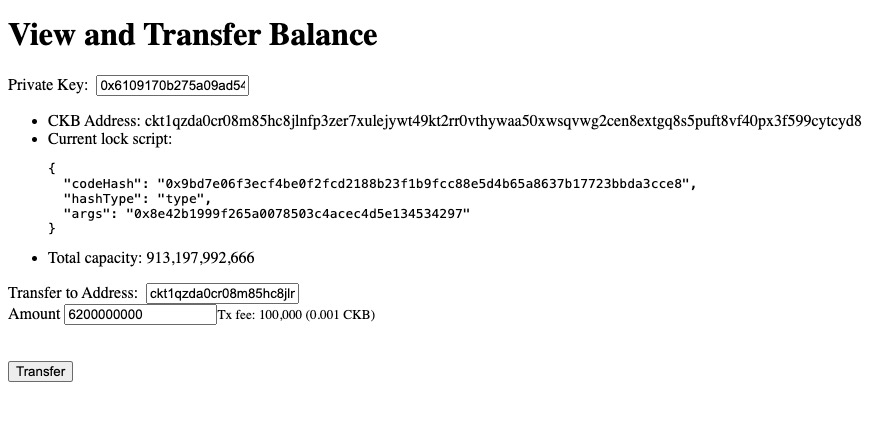 View and Transfer Balance
Private Key: 0x6109170b275a09ad54
• CKB Address: ckt1qzda0cr08m85hc8jlnfp3zer7xulejywt49kt2rr0vthywaa50xwsqvwg2cen8extgq8s5puft8vf40px3f599cytcyd8
• Current lock script:
{
"codeHash": "0x9bd7e06f3ecf4be0f2fcd2188b23f1b9fcc88e5d4b65a8637b17723bbda3cce8",
"hashType": "type",
"args": "0x8e42b1999f265a0078503c4acec4d5e134534297"
}
• Total capacity: 913,197,992,666
Transfer to Address: ckt1qzda0cr08m85hc8jlr
Amount 6200000000 Tx fee: 100,000 (0.001 CKB)
Transfer